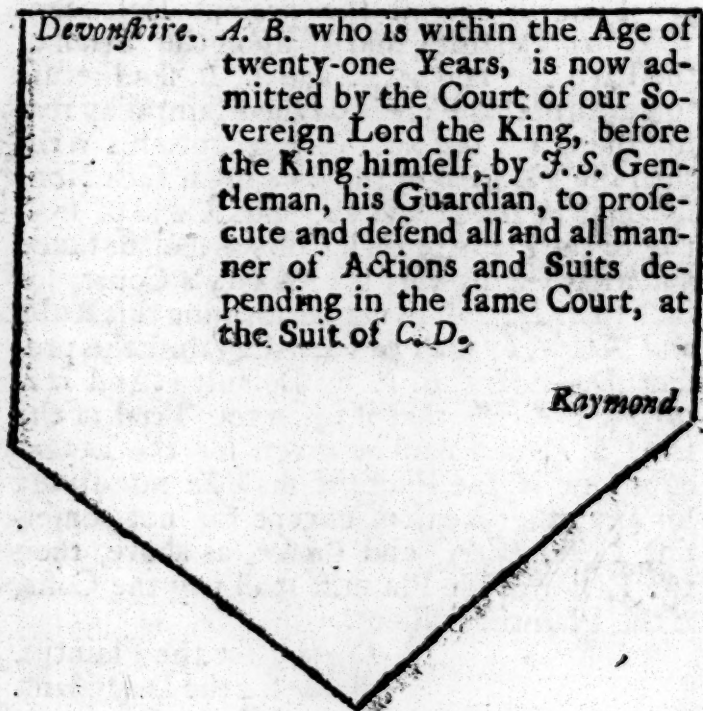 Devonſhire. A. B. who is within the Age of
twenty-one Years, is now ad-
mitted by the Court of our So-
vereign Lord the King, before
the King himſelf, by J. S. Gen-
tleman, his Guardian, to proſe-
cute and defend all and all man-
ner of Actions and Suits de-
pending in the ſame Court, at
the Suit of C. D.
Raymond.